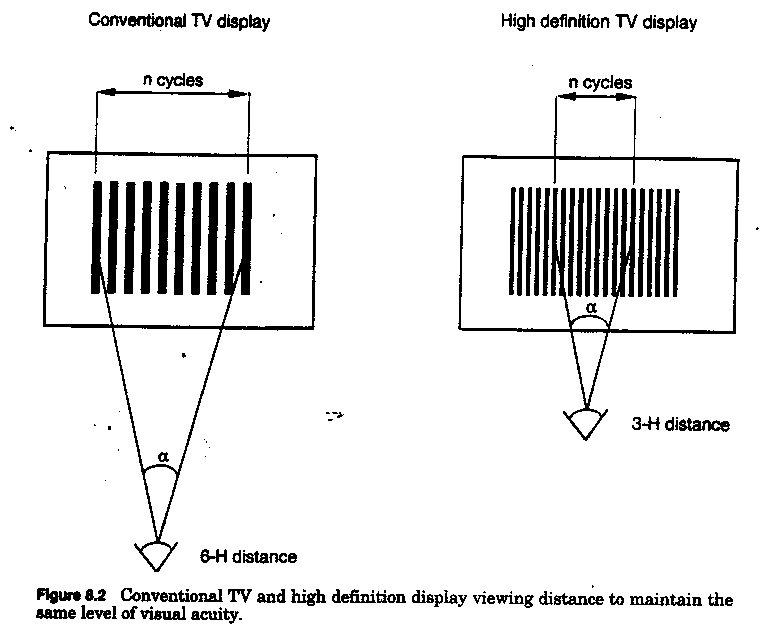 Conventional TV display
High definition TV display
n cycles
n cycles
α
α
3-H distance
6-H distance
Figure 8.2 Conventional TV and high definition display viewing distance to maintain the
same level of visual acuity.